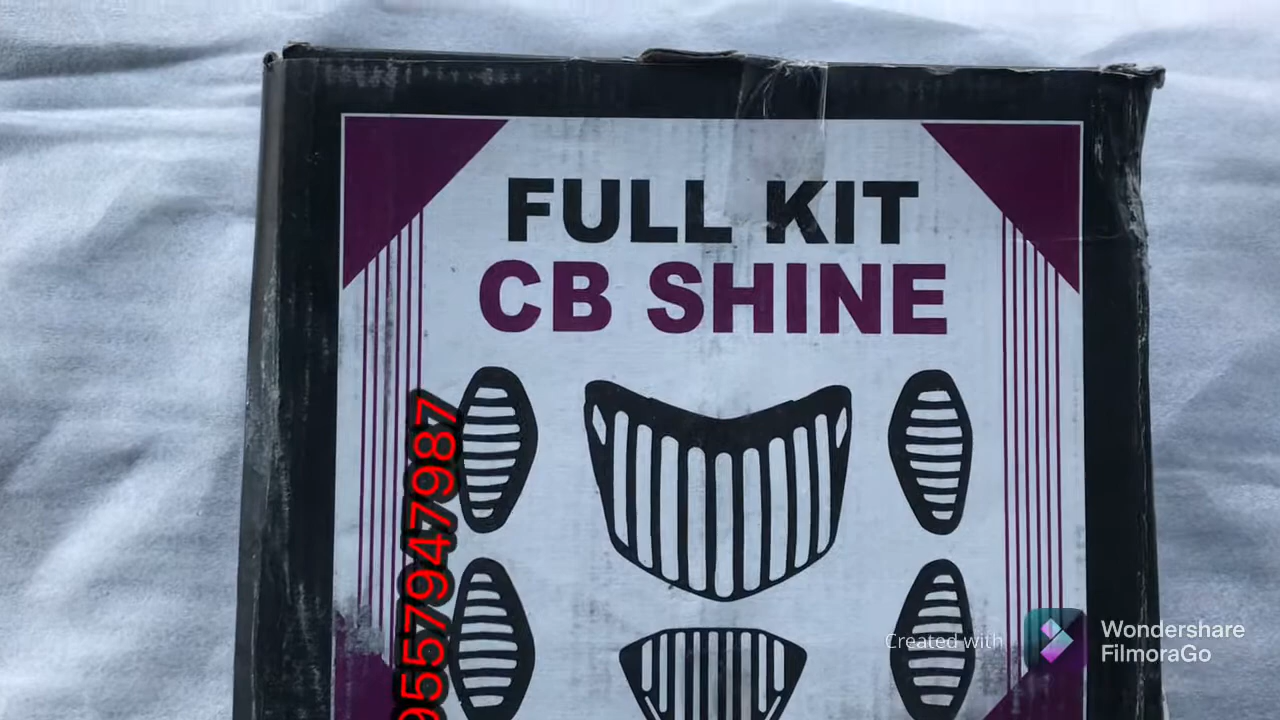 FULL KIT
CB SHINE
9557947987
Created with
Wondershare
FilmoraGo